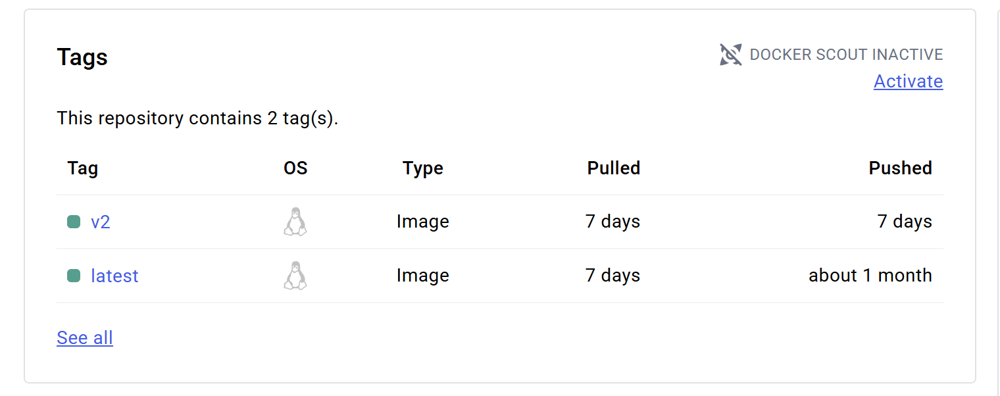 Tags
DOCKER SCOUT INACTIVE
Activate
This repository contains 2 tag(s).
Tag OS Type Pulled Pushed
v2 Image 7 days 7 days
latest Image 7 days about 1 month
See all